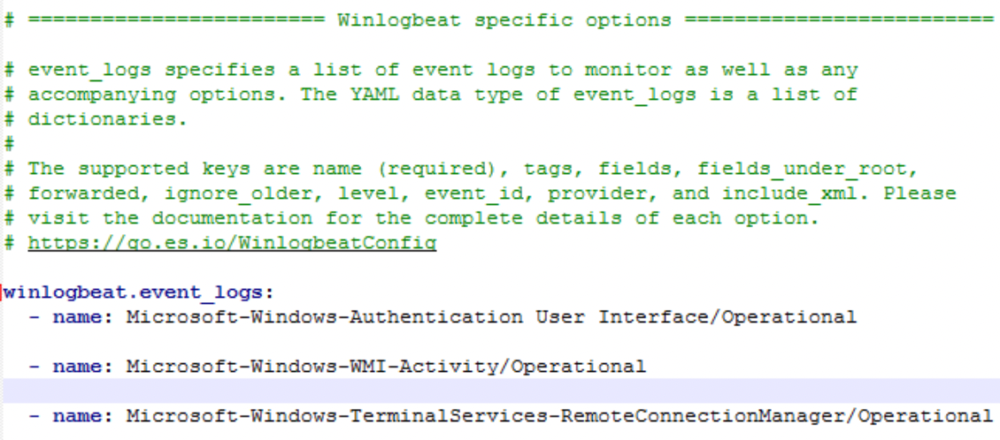 # ======================== Winlogbeat specific options =========================
# event_logs specifies a list of event logs to monitor as well as any
# accompanying options. The YAML data type of event_logs is a list of
# dictionaries.
#
# The supported keys are name (required), tags, fields, fields_under_root,
# forwarded, ignore_older, level, event_id, provider, and include_xml. Please
# visit the documentation for the complete details of each option.
# https://go.es.io/WinlogbeatConfig
winlogbeat.event_logs:
  - name: Microsoft-Windows-Authentication User Interface/Operational
  - name: Microsoft-Windows-WMI-Activity/Operational
  - name: Microsoft-Windows-TerminalServices-RemoteConnectionManager/Operational